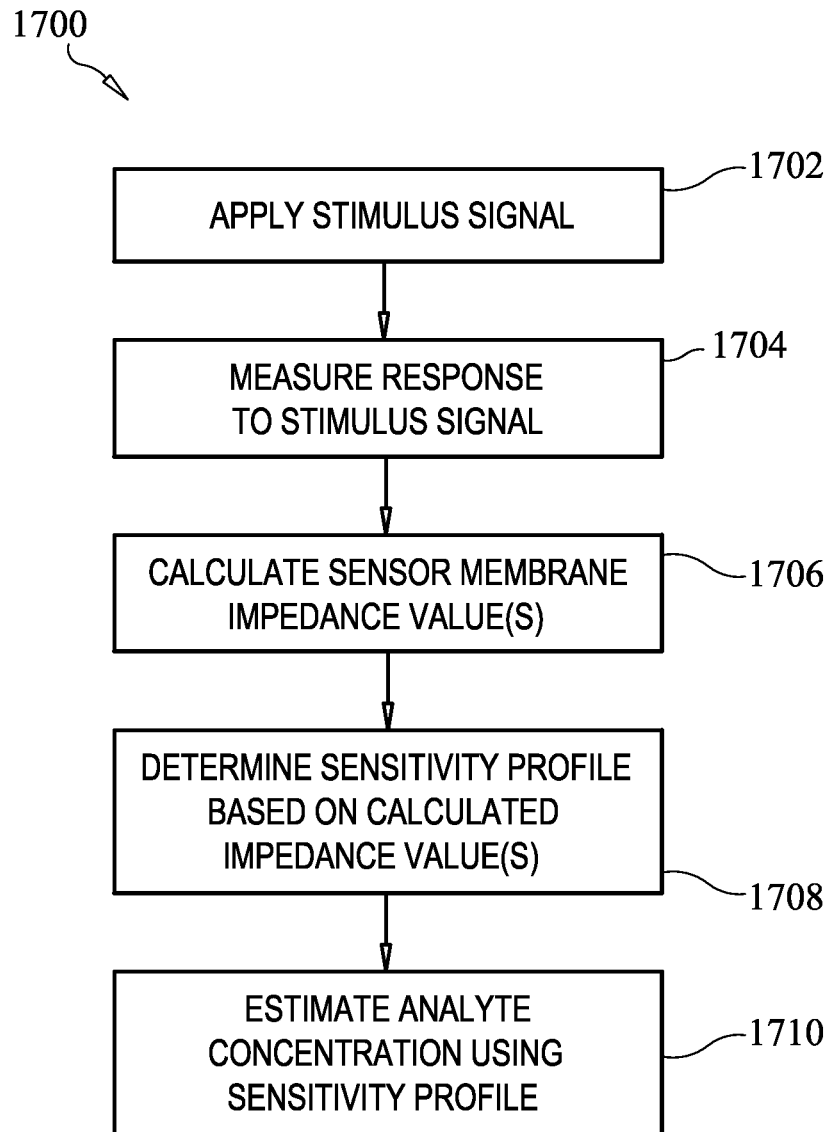 1700
1702
APPLY STIMULUS SIGNAL
1704
MEASURE RESPONSE
TO STIMULUS SIGNAL
1706
CALCULATE SENSOR MEMBRANE
IMPEDANCE VALUE(S)
DETERMINE SENSITIVITY PROFILE
BASED ON CALCULATED
IMPEDANCE VALUE(S)
1708
ESTIMATE ANALYTE
CONCENTRATION USING
SENSITIVITY PROFILE
1710